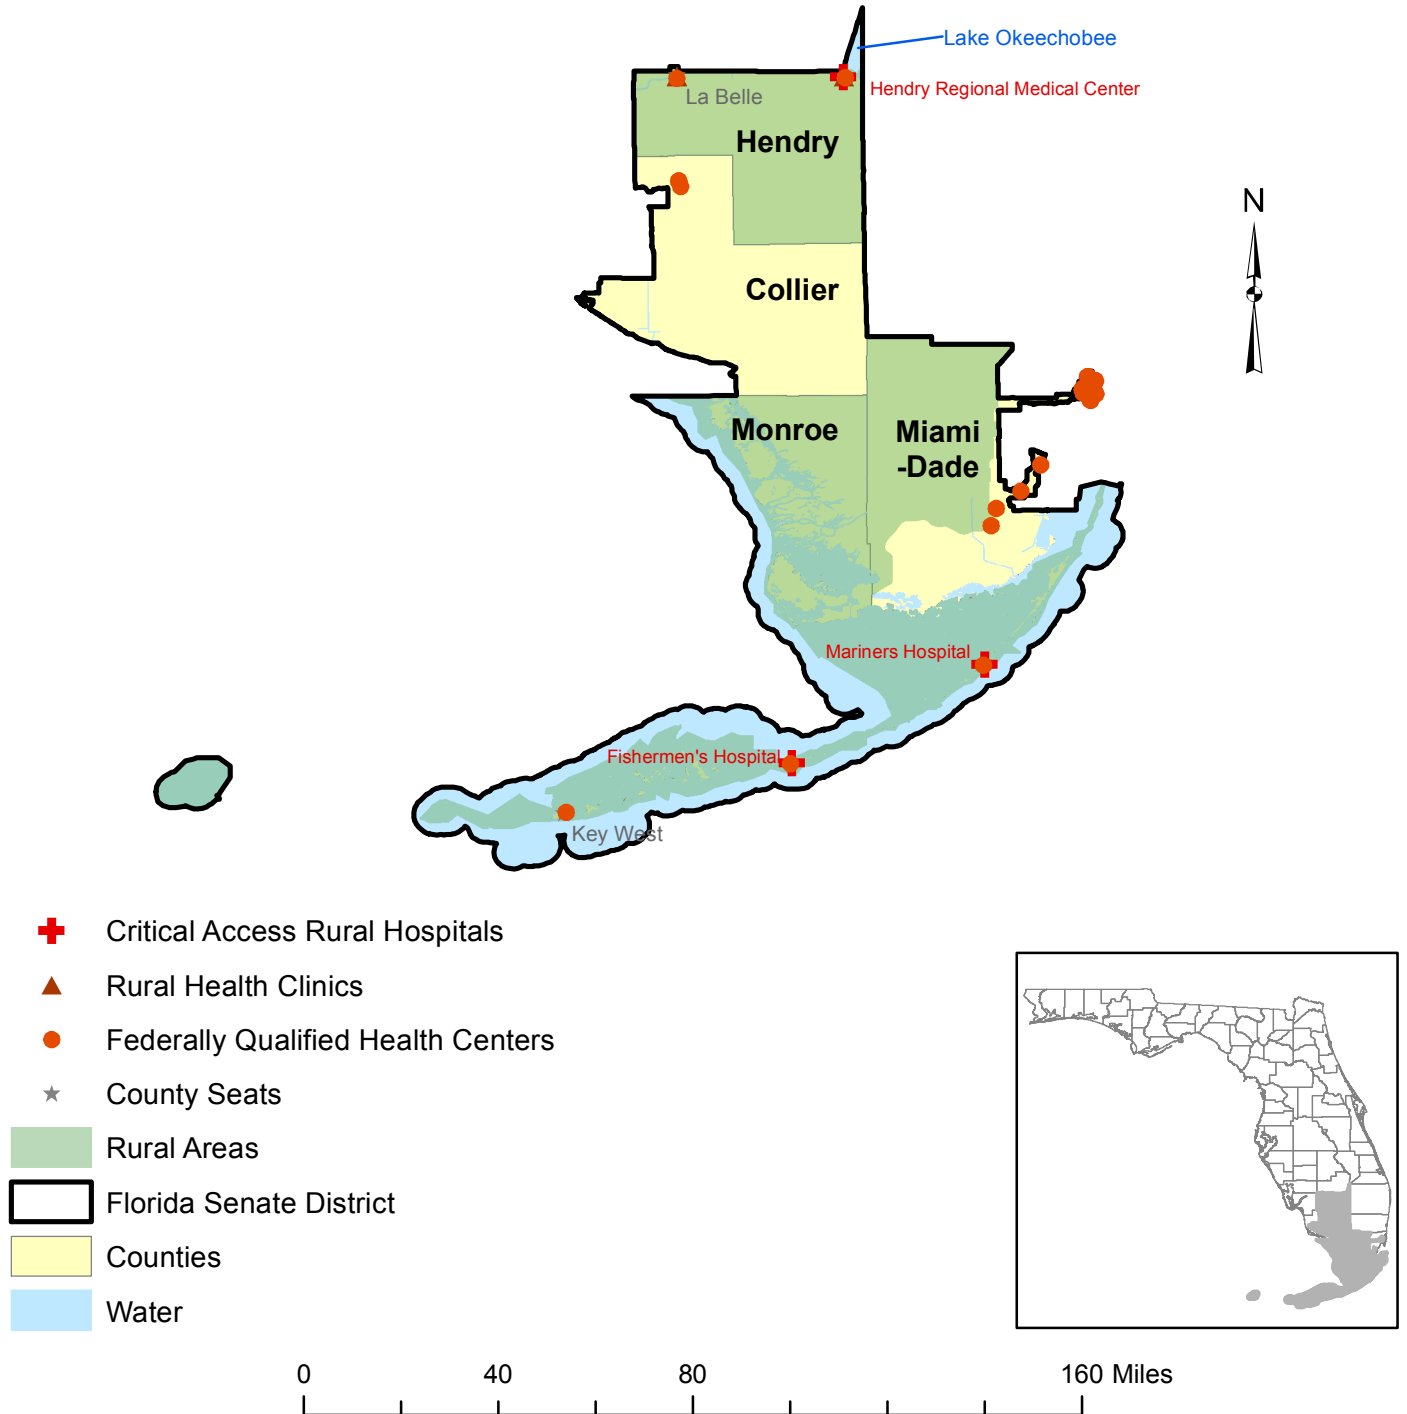 Lake Okeechobee
Hendry Regional Medical Center
La Belle
Hendry
N
Collier
Monroe
Miami
-Dade
Mariners Hospital
Fishermen's Hospital
Key West
Critical Access Rural Hospitals
Rural Health Clinics
Federally Qualified Health Centers
County Seats
Rural Areas
Florida Senate District
Counties
Water
0 40 80 160 Miles